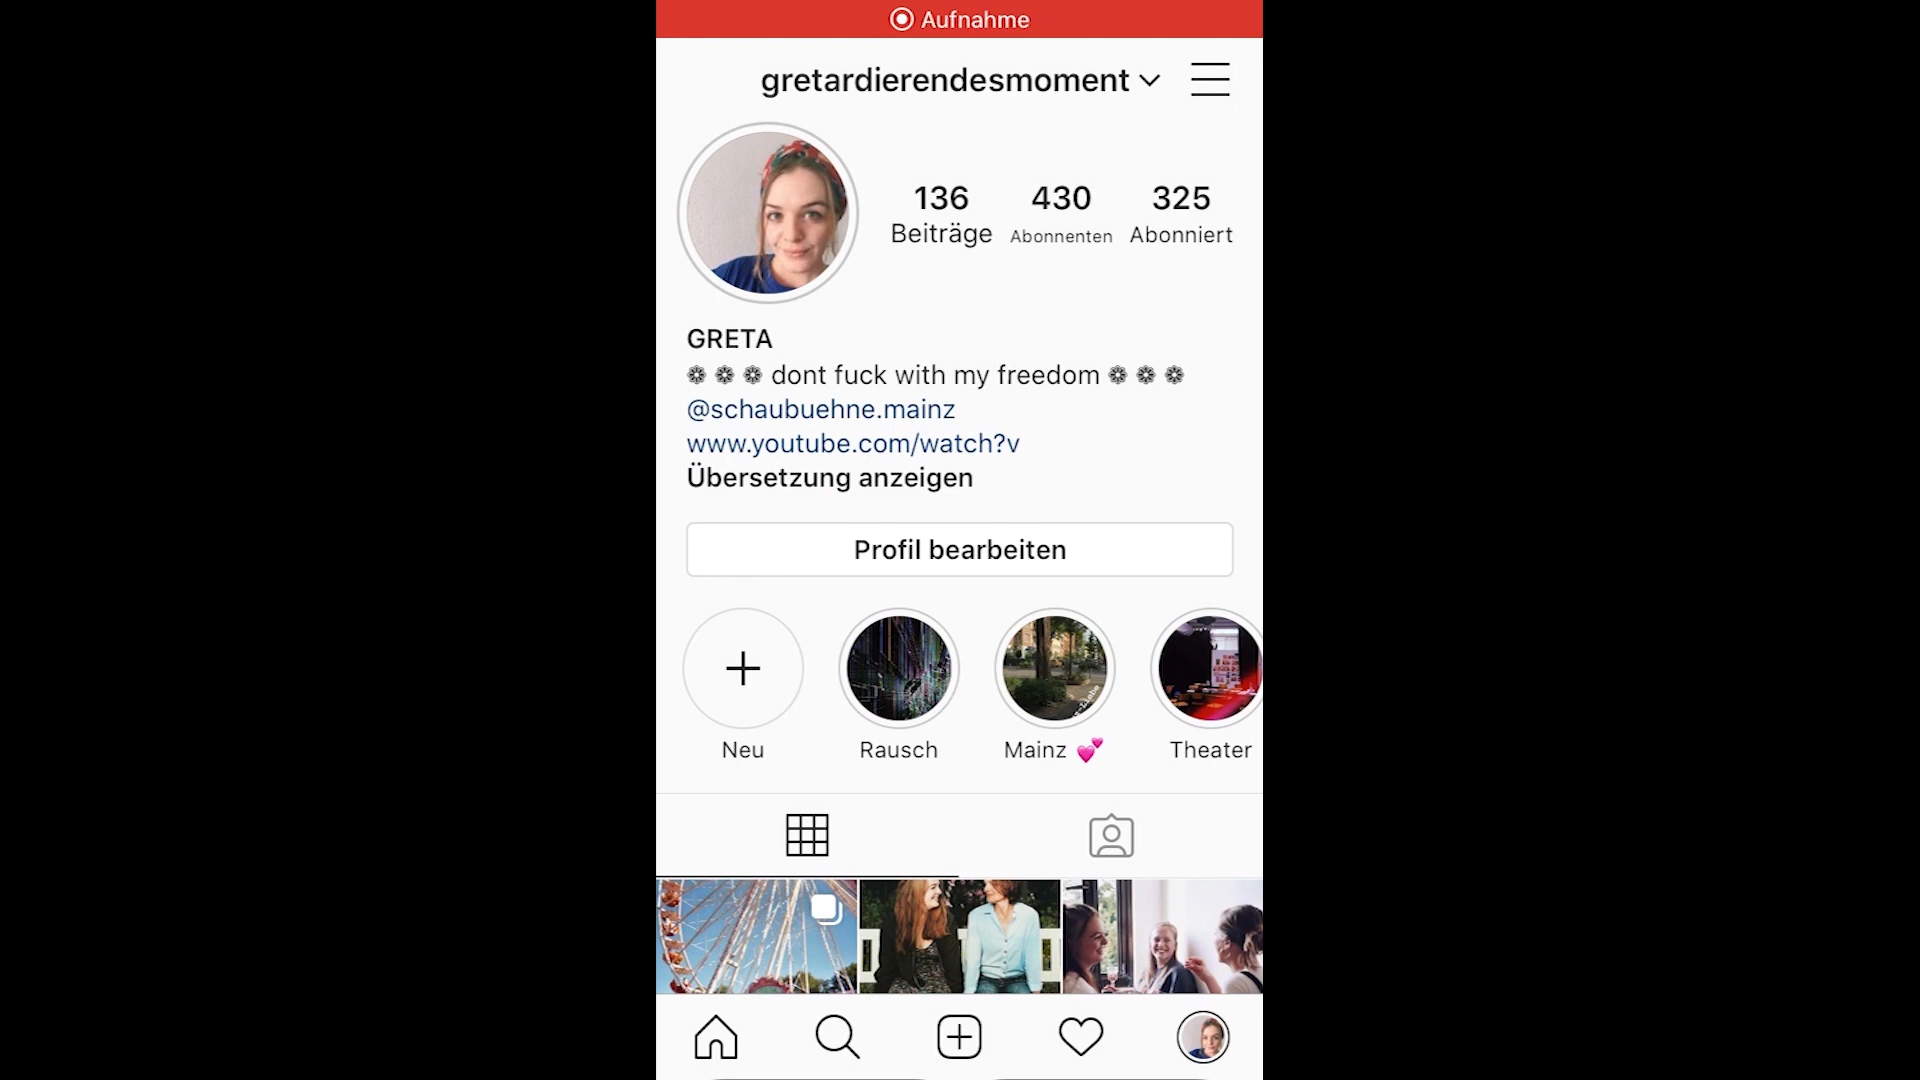 Aufnahme
gretardierendesmoment
136 430 325
Beiträge Abonnenten Abonniert
GRETA
❁ ❁ ❁ dont fuck with my freedom ❁ ❁ ❁
@schaubuehne.mainz
www.youtube.com/watch?v
Übersetzung anzeigen
Profil bearbeiten
Neu Rausch Mainz 💕 Theater